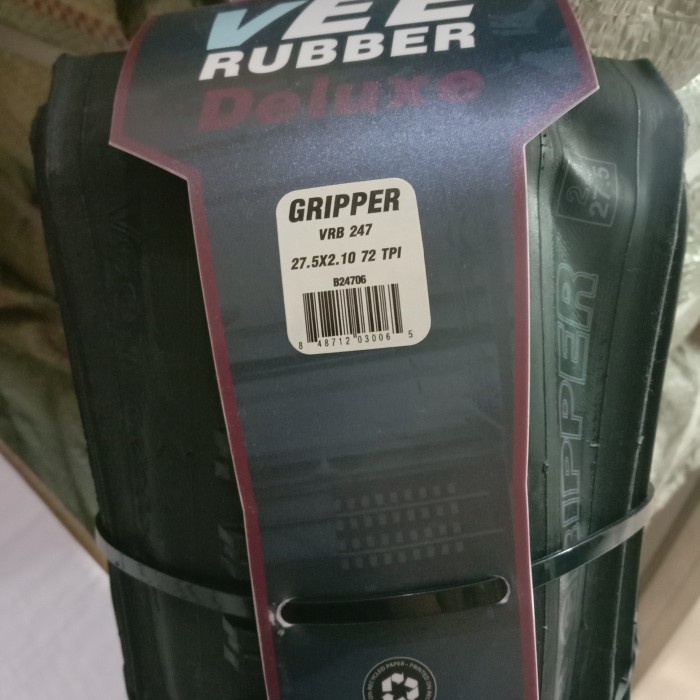 VEE
RUBBER
Deluxe
GRIPPER
VRB 247
27.5X2.10 72 TPI
B24706
8 48712 03006 5
27.5
GRIPPER